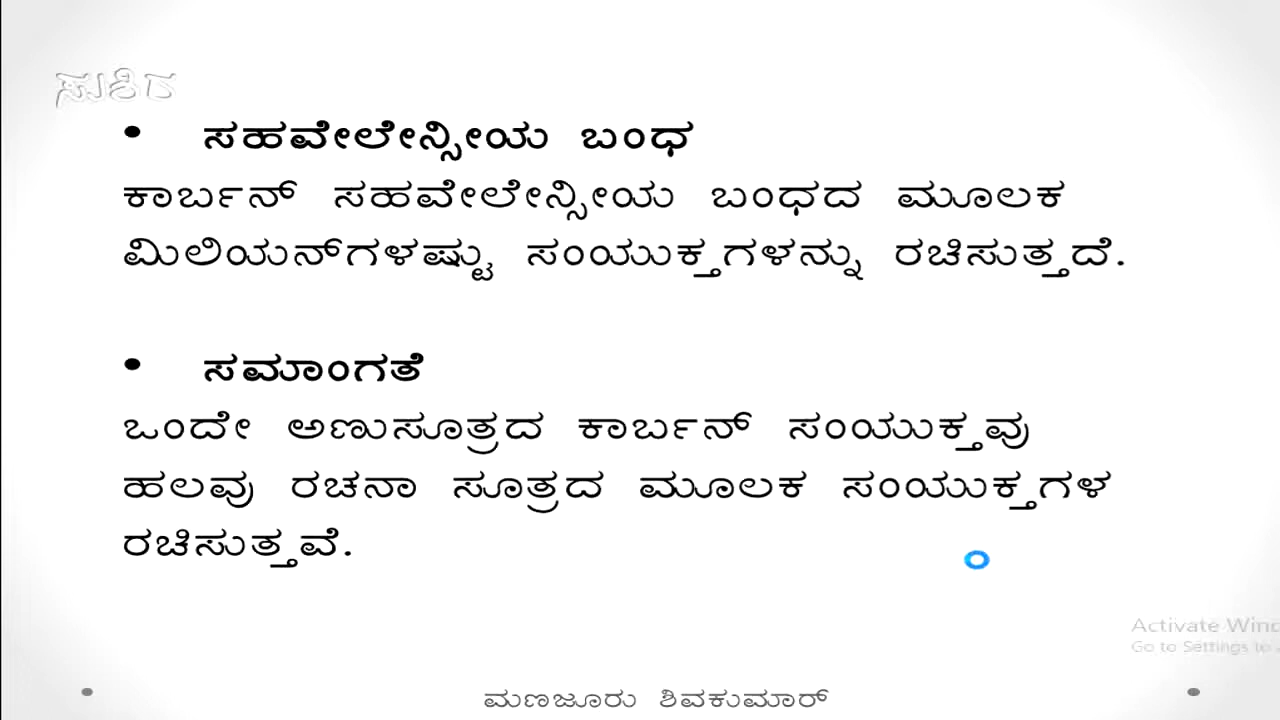 ಸುಶಿರ
• ಸಹವೇಲೇನ್ಸೀಯ ಬಂಧ
ಕಾರ್ಬನ್ ಸಹವೇಲೇನ್ಸೀಯ ಬಂಧದ ಮೂಲಕ
ಮಿಲಿಯನ್‌ಗಳಷ್ಟು ಸಂಯುಕ್ತಗಳನ್ನು ರಚಿಸುತ್ತದೆ.
• ಸಮಾಂಗತೆ
ಒಂದೇ ಅಣುಸೂತ್ರದ ಕಾರ್ಬನ್ ಸಂಯುಕ್ತವು
ಹಲವು ರಚನಾ ಸೂತ್ರದ ಮೂಲಕ ಸಂಯುಕ್ತಗಳ
ರಚಿಸುತ್ತವೆ.
Activate Wind
Go to Settings to
ಮಣಜೂರು ಶಿವಕುಮಾರ್